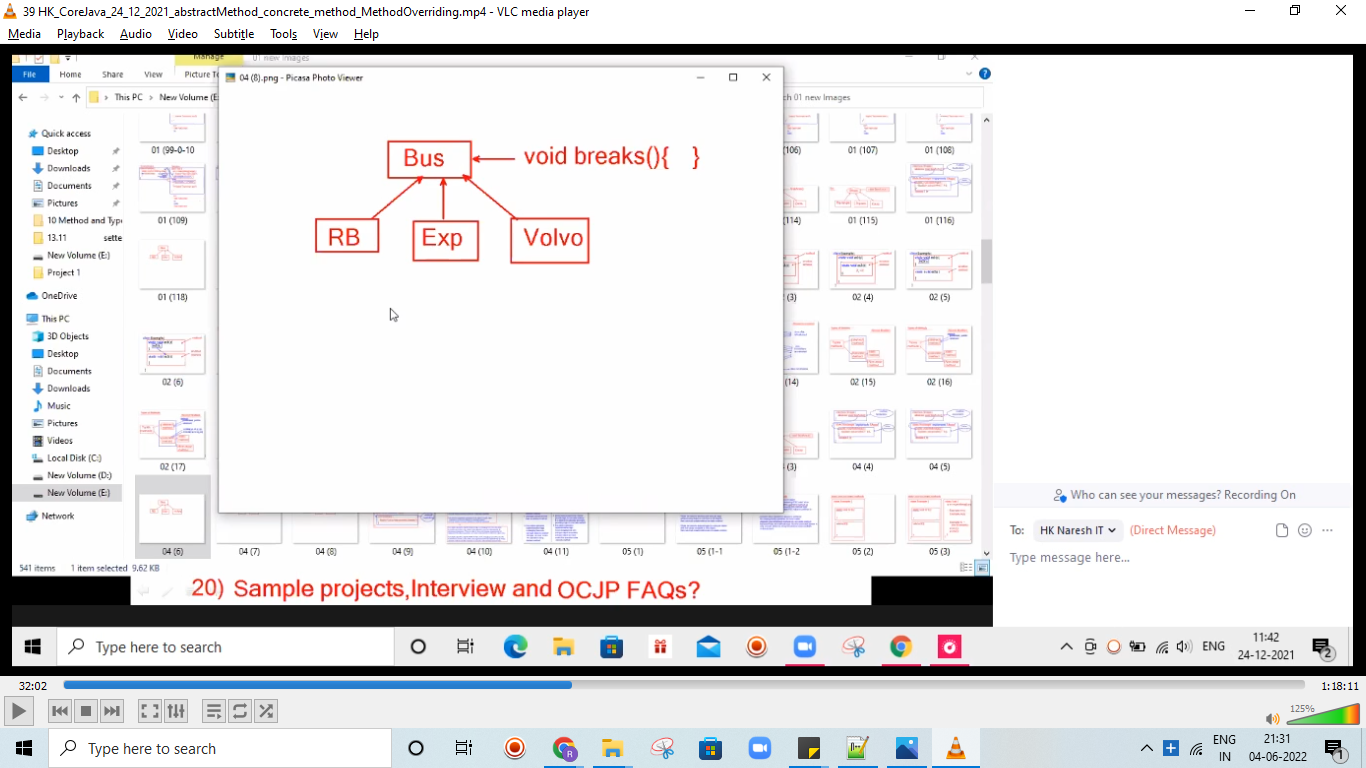 39 HK_CoreJava_24_12_2021_abstractMethod_concrete_method_MethodOverriding.mp4 - VLC media player
Media Playback Audio Video Subtitle Tools View Help
Manage
01 new Images
File Home Share View Picture To
04 (8).png - Picasa Photo Viewer
This PC > New Volume (E:
ch 01 new Images
Quick access
Desktop
Downloads
Documents
Pictures
10 Method and Type
13.11 sette
New Volume (E:)
Project 1
OneDrive
This PC
3D Objects
Desktop
Documents
Downloads
Music
Pictures
Videos
Local Disk (C:)
New Volume (D:)
New Volume (E:)
Network
01 (99-0-10
01 (109)
01 (118)
02 (6)
02 (17)
04 (6)
Bus
void breaks(){ }
RB
Exp
Volvo
(106) 01 (107) 01 (108)
(114) 01 (115) 01 (116)
(3) 02 (4) 02 (5)
(14) 02 (15) 02 (16)
(3) 04 (4) 04 (5)
04 (7) 04 (8) 04 (9) 04 (10) 04 (11) 05 (1) 05 (1-1 05 (1-2 05 (2) 05 (3)
541 items 1 item selected 9.62 KB
20) Sample projects,Interview and OCJP FAQs?
Who can see your messages? Recording On
To: HK Naresh IT (Direct Message)
Type message here...
Type here to search
ENG
11:42
24-12-2021
2
32:02
1:18:11
125%
Type here to search
ENG
IN
21:31
04-06-2022
1